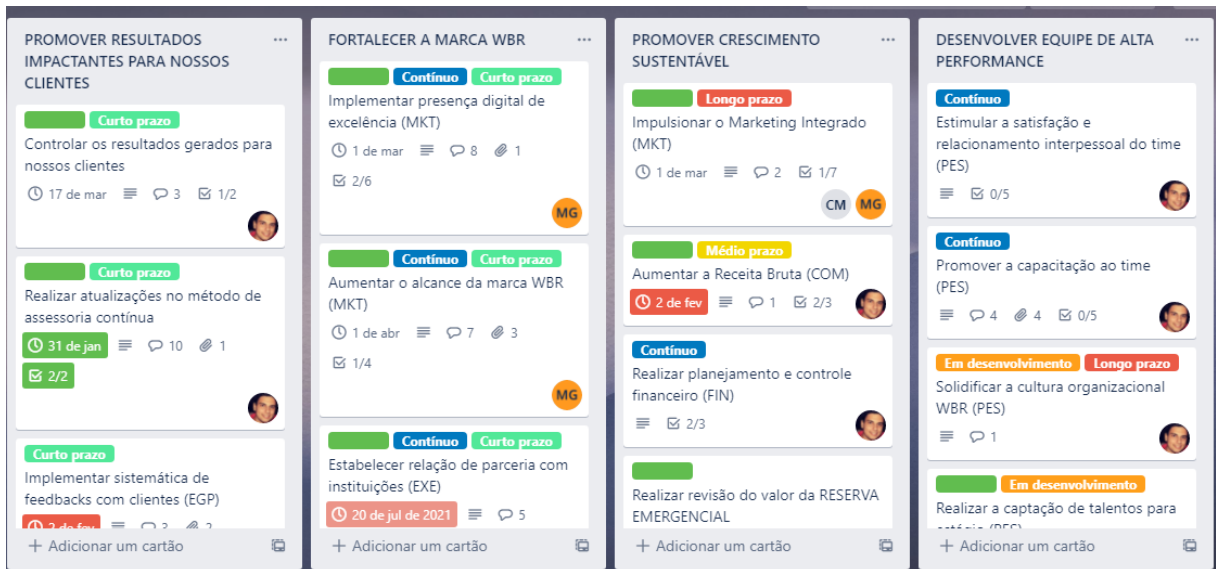 PROMOVER RESULTADOS
IMPACTANTES PARA NOSSOS
CLIENTES
Curto prazo
Controlar os resultados gerados para
nossos clientes
17 de mar 3 1/2
Curto prazo
Realizar atualizações no método de
assessoria contínua
31 de jan 10 1
2/2
Curto prazo
Implementar sistemática de
feedbacks com clientes (EGP)
2 de fev 3 2
+ Adicionar um cartão
FORTALECER A MARCA WBR
Contínuo Curto prazo
Implementar presença digital de
excelência (MKT)
1 de mar 8 1
2/6
MG
Contínuo Curto prazo
Aumentar o alcance da marca WBR
(MKT)
1 de abr 7 3
1/4
MG
Contínuo Curto prazo
Estabelecer relação de parceria com
instituições (EXE)
20 de jul de 2021 5
+ Adicionar um cartão
PROMOVER CRESCIMENTO
SUSTENTÁVEL
Longo prazo
Impulsionar o Marketing Integrado
(MKT)
1 de mar 2 1/7
CM MG
Médio prazo
Aumentar a Receita Bruta (COM)
2 de fev 1 2/3
Contínuo
Realizar planejamento e controle
financeiro (FIN)
2/3
Realizar revisão do valor da RESERVA
EMERGENCIAL
+ Adicionar um cartão
DESENVOLVER EQUIPE DE ALTA
PERFORMANCE
Contínuo
Estimular a satisfação e
relacionamento interpessoal do time
(PES)
0/5
Contínuo
Promover a capacitação ao time
(PES)
4 4 0/5
Em desenvolvimento Longo prazo
Solidificar a cultura organizacional
WBR (PES)
1
Em desenvolvimento
Realizar a captação de talentos para
estágio (PES)
+ Adicionar um cartão